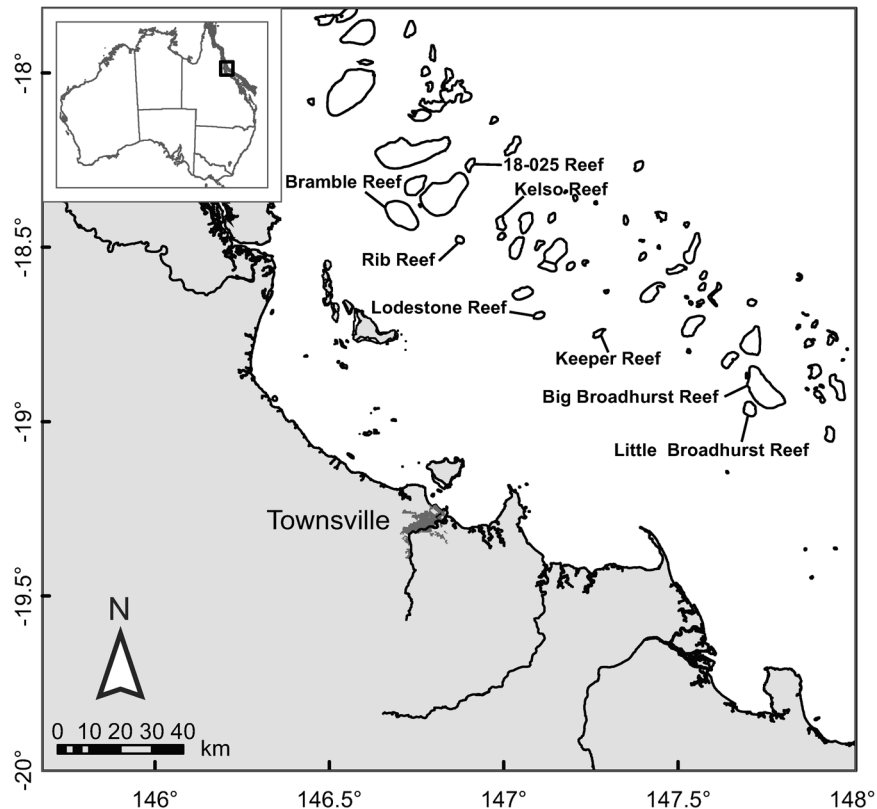 -18°
18-025 Reef
Bramble Reef
Kelso Reef
-18.5°
Rib Reef
Lodestone Reef
Keeper Reef
Big Broadhurst Reef
-19°
Little Broadhurst Reef
Townsville
-19.5°
N
0 10 20 30 40
km
-20°
146° 146.5° 147° 147.5° 148°